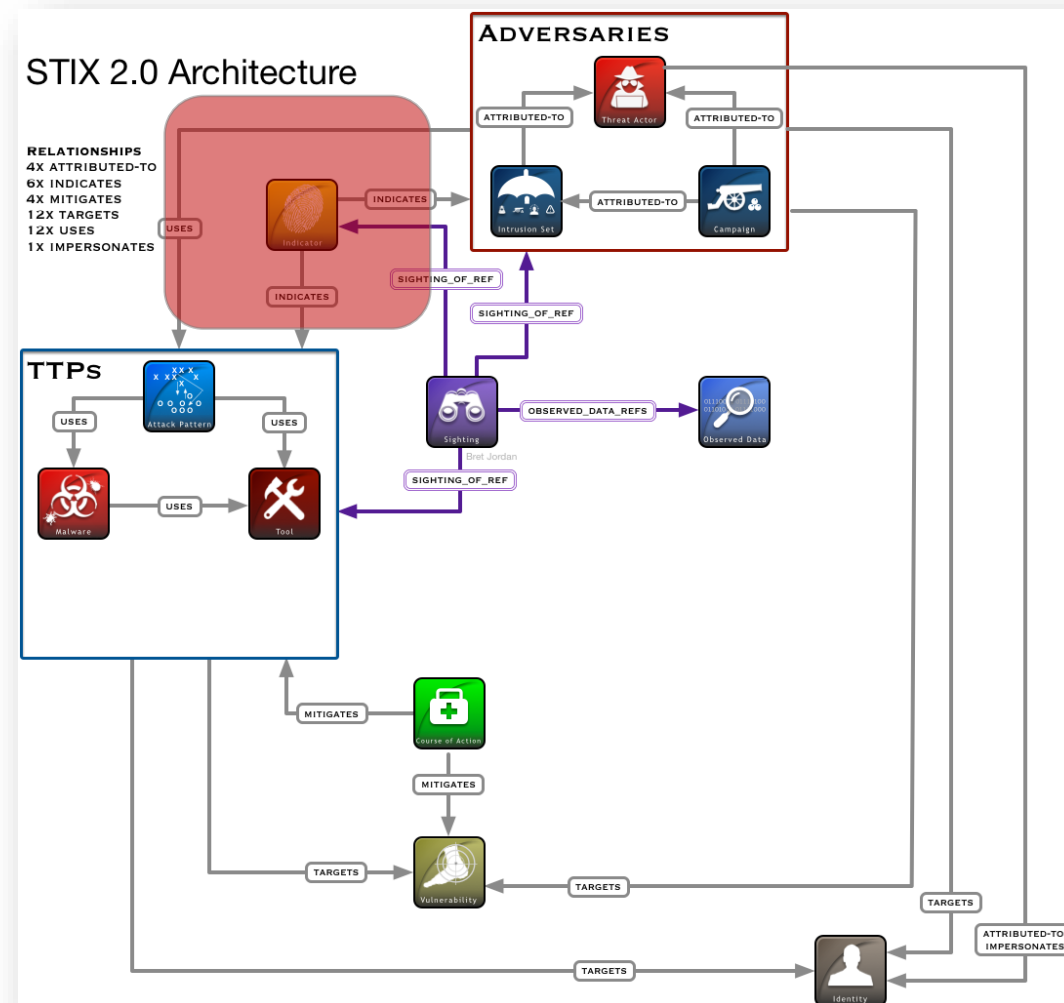 ADVERSARIES
STIX 2.0 Architecture
Threat Actor
ATTRIBUTED-TO
ATTRIBUTED-TO
RELATIONSHIPS
4X ATTRIBUTED-TO
6X INDICATES
4X MITIGATES
12X TARGETS
12X USES
1X IMPERSONATES
INDICATES
ATTRIBUTED-TO
USES
Indicator
Intrusion Set
Campaign
SIGHTING_OF_REF
INDICATES
SIGHTING_OF_REF
TTPS
Attack Pattern
USES
USES
OBSERVED_DATA_REFS
Sighting
Observed Data
Bret Jordan
SIGHTING_OF_REF
USES
Malware
Tool
MITIGATES
Course of Action
MITIGATES
TARGETS
Vulnerability
TARGETS
TARGETS
ATTRIBUTED-TO
IMPERSONATES
TARGETS
Identity